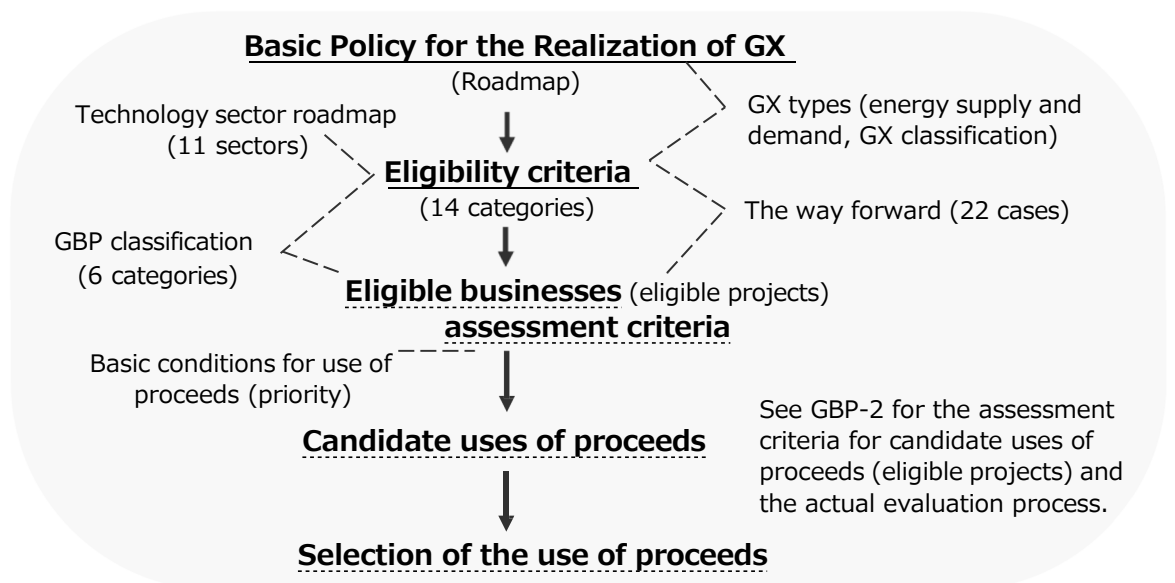 Basic Policy for the Realization of GX
(Roadmap)
Technology sector roadmap
(11 sectors)
GX types (energy supply and
demand, GX classification)
Eligibility criteria
(14 categories)
The way forward (22 cases)
GBP classification
(6 categories)
Eligible businesses (eligible projects)
assessment criteria
Basic conditions for use of
proceeds (priority)
See GBP-2 for the assessment
criteria for candidate uses of
proceeds (eligible projects) and
the actual evaluation process.
Candidate uses of proceeds
Selection of the use of proceeds